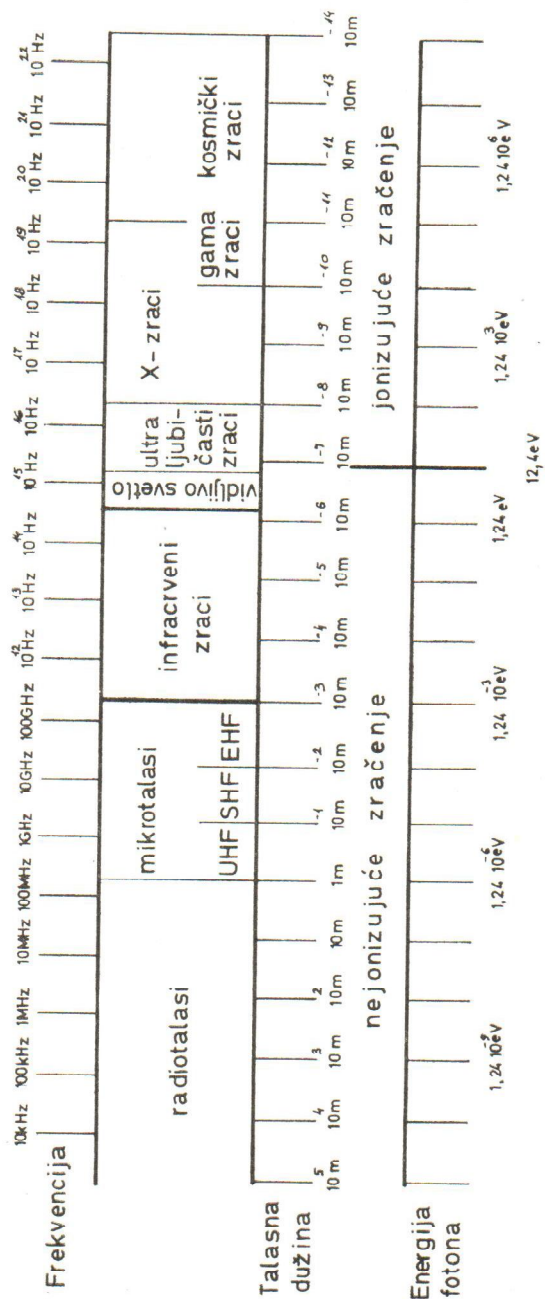 Frekvencija
10kHz 100kHz 1MHz 10MHz 100MHz 1GHz 10GHz 100GHz 10¹²Hz 10¹³Hz 10¹⁴Hz 10¹⁵Hz 10¹⁶Hz 10¹⁷Hz 10¹⁸Hz 10¹⁹Hz 10²⁰Hz 10²¹Hz 10²²Hz
radiotalasi
mikrotalasi
UHF SHF EHF
infracrveni
zraci
vidljivo svetlo
ultra
ljubi-
časti
zraci
X-zraci
gama
zraci
kosmički
zraci
Talasna
dužina
10⁵m 10⁴m 10³m 10²m 10m 1m 10⁻¹m 10⁻²m 10⁻³m 10⁻⁴m 10⁻⁵m 10⁻⁶m 10⁻⁷m 10⁻⁸m 10⁻⁹m 10⁻¹⁰m 10⁻¹¹m 10⁻¹²m 10⁻¹³m 10⁻¹⁴m
nejonizujuće zračenje
jonizujuće zračenje
Energija
fotona
1,24 10⁻⁹eV 1,24 10⁻⁶eV 1,24 10⁻³eV 1,24eV 12,4eV 1,24 10³eV 1,24 10⁶eV